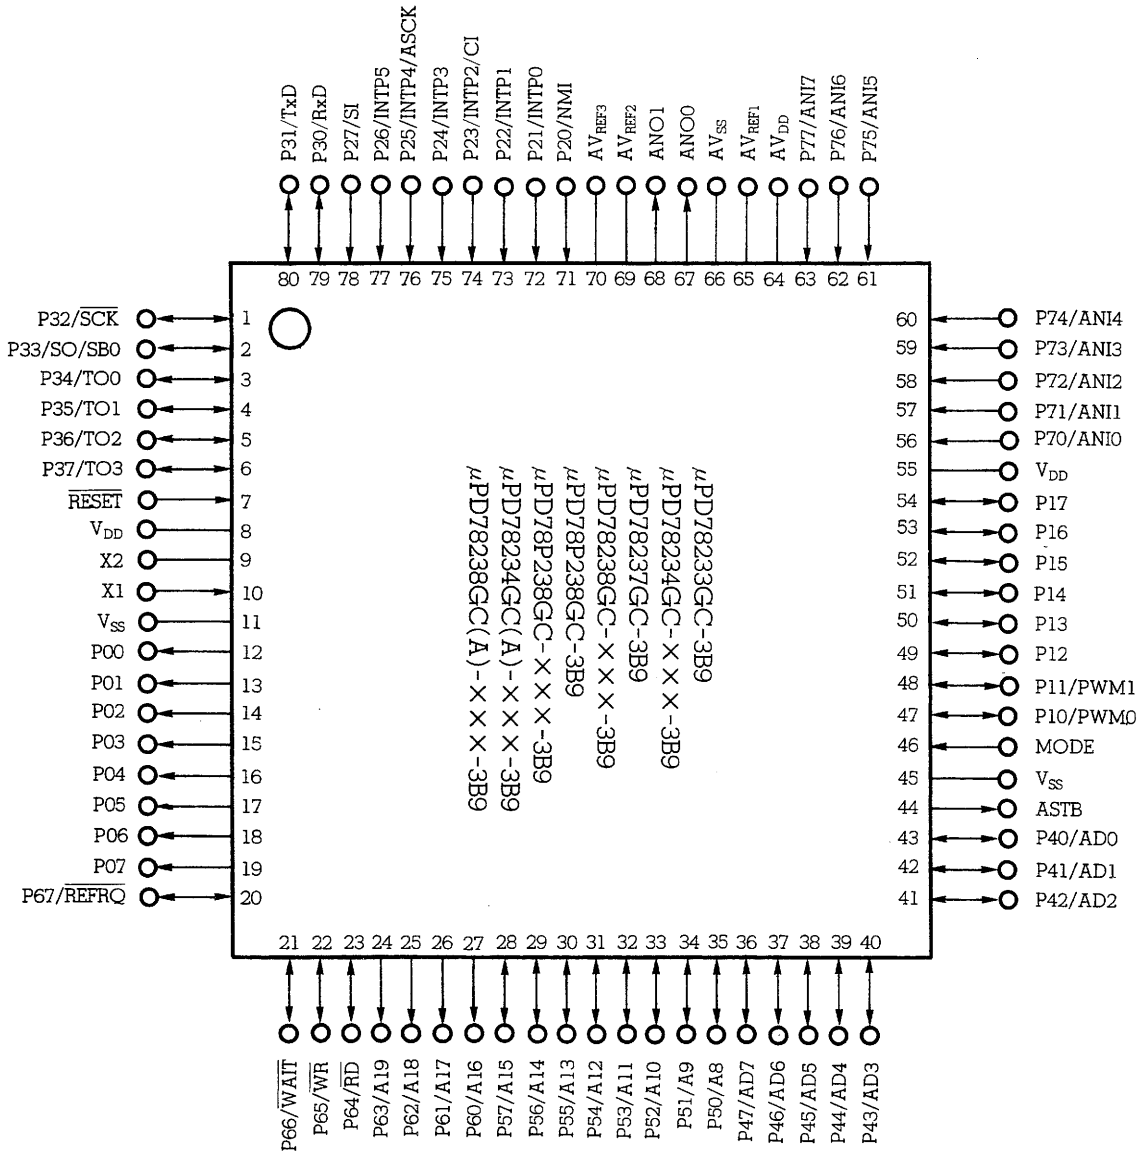 P31/TxD
P30/RxD
P27/SI
P26/INTP5
P25/INTP4/ASCK
P24/INTP3
P23/INTP2/CI
P22/INTP1
P21/INTP0
P20/NMI
AVREF3
AVREF2
ANO1
ANO0
AVSS
AVREF1
AVDD
P77/ANI7
P76/ANI6
P75/ANI5
80 79 78 77 76 75 74 73 72 71 70 69 68 67 66 65 64 63 62 61
P32/SCK 1
P33/SO/SB0 2
P34/TO0 3
P35/TO1 4
P36/TO2 5
P37/TO3 6
RESET 7
VDD 8
X2 9
X1 10
VSS 11
P00 12
P01 13
P02 14
P03 15
P04 16
P05 17
P06 18
P07 19
P67/REFRQ 20
μPD78233GC-3B9
μPD78234GC-×××-3B9
μPD78237GC-3B9
μPD78238GC-×××-3B9
μPD78P238GC-3B9
μPD78P238GC-×××-3B9
μPD78234GC(A)-×××-3B9
μPD78238GC(A)-×××-3B9
60 P74/ANI4
59 P73/ANI3
58 P72/ANI2
57 P71/ANI1
56 P70/ANI0
55 VDD
54 P17
53 P16
52 P15
51 P14
50 P13
49 P12
48 P11/PWM1
47 P10/PWM0
46 MODE
45 VSS
44 ASTB
43 P40/AD0
42 P41/AD1
41 P42/AD2
21 22 23 24 25 26 27 28 29 30 31 32 33 34 35 36 37 38 39 40
P66/WAIT
P65/WR
P64/RD
P63/A19
P62/A18
P61/A17
P60/A16
P57/A15
P56/A14
P55/A13
P54/A12
P53/A11
P52/A10
P51/A9
P50/A8
P47/AD7
P46/AD6
P45/AD5
P44/AD4
P43/AD3